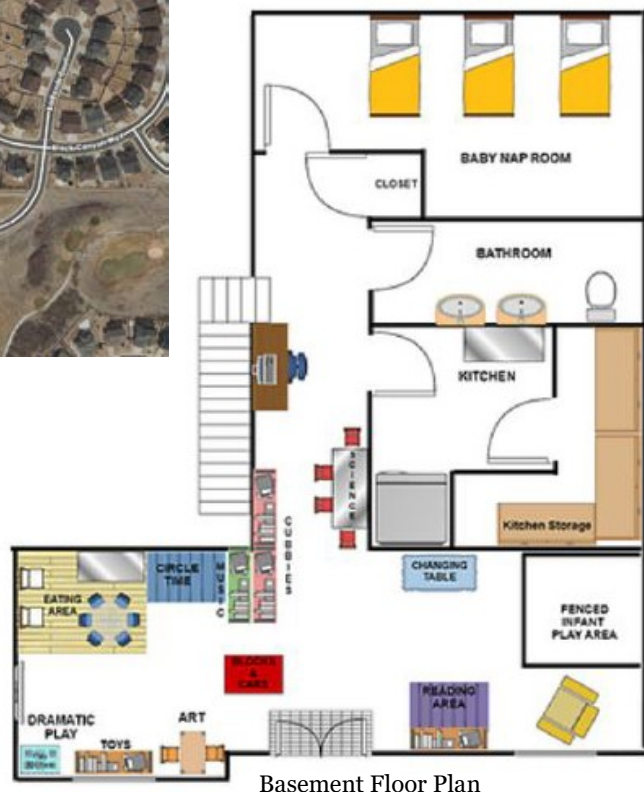 BABY NAP ROOM
CLOSET
BATHROOM
KITCHEN
SCIENCE
Kitchen Storage
CUBBIES
CIRCLE
TIME
MUSIC
EATING
AREA
CHANGING
TABLE
FENCED
INFANT
PLAY AREA
BLOCKS
&
CARS
READING
AREA
DRAMATIC
PLAY
TOYS
ART
Basement Floor Plan